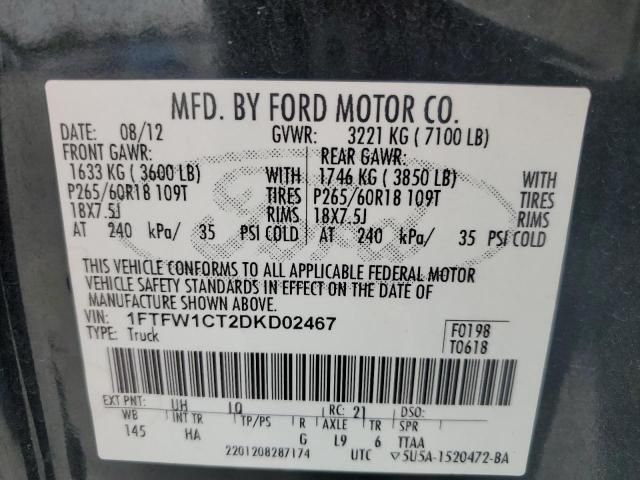 MFD. BY FORD MOTOR CO.
DATE: 08/12 GVWR: 3221 KG ( 7100 LB)
FRONT GAWR: REAR GAWR:
1633 KG ( 3600 LB) WITH 1746 KG ( 3850 LB) WITH
P265/60R18 109T TIRES P265/60R18 109T TIRES
18X7.5J RIMS 18X7.5J RIMS
AT 240 kPa/ 35 PSI COLD AT 240 kPa/ 35 PSI COLD
Ford
THIS VEHICLE CONFORMS TO ALL APPLICABLE FEDERAL MOTOR
VEHICLE SAFETY STANDARDS IN EFFECT ON THE DATE OF
MANUFACTURE SHOWN ABOVE.
VIN: 1FTFW1CT2DKD02467 F0198
TYPE: Truck T0618
EXT PNT: UH RC: 21 DSO:
WB INT TR TP/PS R AXLE TR SPR
145 HA G L9 6 TTAA
2201208287174 UTC ▽5U5A-1520472-BA